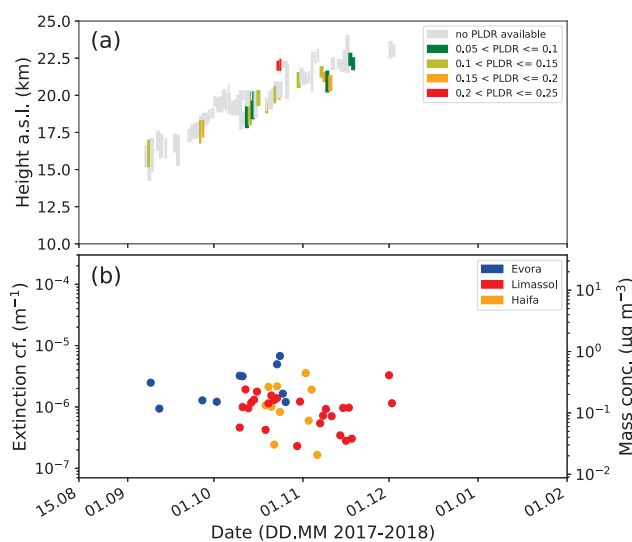 (a)
no PLDR available
0.05 < PLDR <= 0.1
0.1 < PLDR <= 0.15
0.15 < PLDR <= 0.2
0.2 < PLDR <= 0.25
Height a.s.l. (km)
25.0
22.5
20.0
17.5
15.0
12.5
10.0
(b)
Evora
Limassol
Haifa
Extinction cf. (m⁻¹)
10⁻⁴
10⁻⁵
10⁻⁶
10⁻⁷
Mass conc. (µg m⁻³)
10¹
10⁰
10⁻¹
10⁻²
15.08
01.09
01.10
01.11
01.12
01.01
01.02
Date (DD.MM 2017-2018)